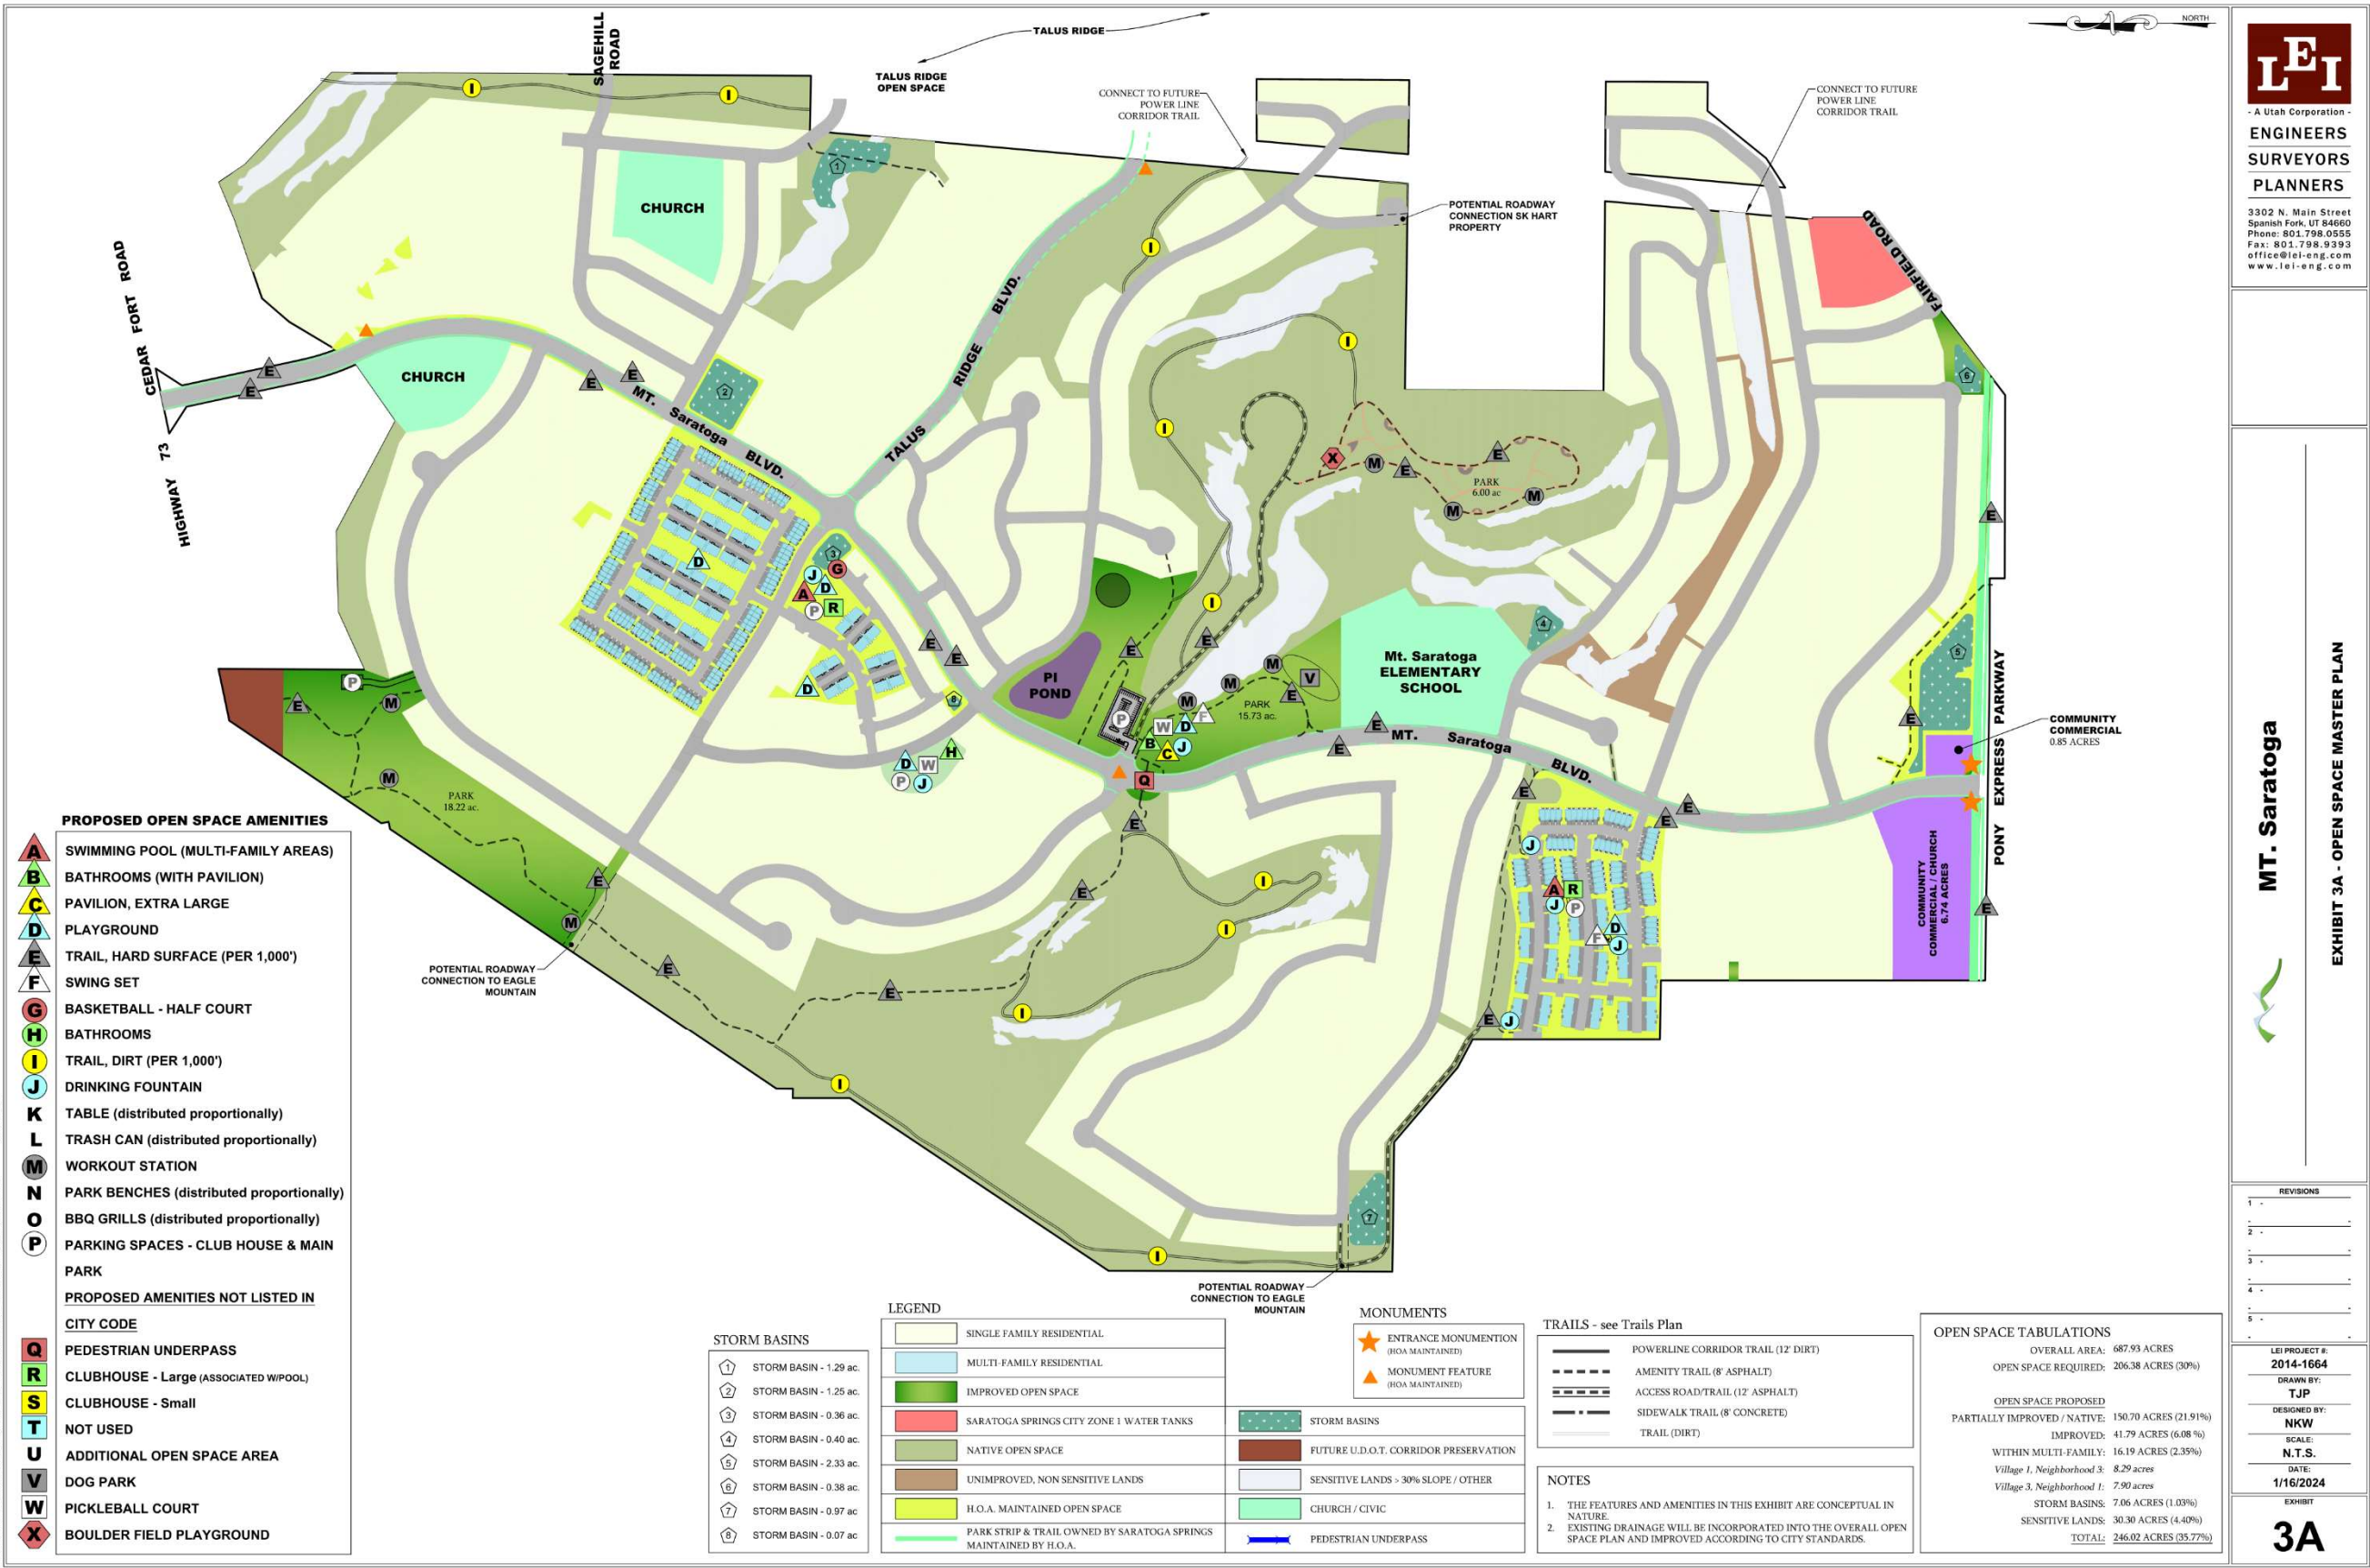 TALUS RIDGE
NORTH
SAGEHILL
ROAD
TALUS RIDGE
OPEN SPACE
CONNECT TO FUTURE
POWER LINE
CORRIDOR TRAIL
CONNECT TO FUTURE
POWER LINE
CORRIDOR TRAIL
I
I
1
CHURCH
POTENTIAL ROADWAY
CONNECTION SK HART
PROPERTY
FAIRFIELD ROAD
I
CEDAR FORT ROAD
HIGHWAY 73
CHURCH
E
E
E
E
MT. Saratoga BLVD.
2
TALUS RIDGE BLVD.
I
I
6
X
M
E
E
M
M
PARK
6.00 ac
E
D
3
J
G
D
A
P
R
D
E
E
8
PI
POND
E
I
E
P
M
M
M
V
E
W
D
F
B
C
J
PARK
15.73 ac.
Q
Mt. Saratoga
ELEMENTARY
SCHOOL
4
5
E
E
E
MT. Saratoga BLVD.
COMMUNITY
COMMERCIAL
0.85 ACRES
PONY EXPRESS PARKWAY
COMMUNITY
COMMERCIAL / CHURCH
6.74 ACRES
E
P
E
M
M
PARK
18.22 ac.
D
W
H
P
J
E
E
I
I
I
E
E
E
J
A
R
J
P
D
F
J
E
J
E
M
E
E
POTENTIAL ROADWAY
CONNECTION TO EAGLE
MOUNTAIN
I
I
7
POTENTIAL ROADWAY
CONNECTION TO EAGLE
MOUNTAIN
PROPOSED OPEN SPACE AMENITIES
A SWIMMING POOL (MULTI-FAMILY AREAS)
B BATHROOMS (WITH PAVILION)
C PAVILION, EXTRA LARGE
D PLAYGROUND
E TRAIL, HARD SURFACE (PER 1,000')
F SWING SET
G BASKETBALL - HALF COURT
H BATHROOMS
I TRAIL, DIRT (PER 1,000')
J DRINKING FOUNTAIN
K TABLE (distributed proportionally)
L TRASH CAN (distributed proportionally)
M WORKOUT STATION
N PARK BENCHES (distributed proportionally)
O BBQ GRILLS (distributed proportionally)
P PARKING SPACES - CLUB HOUSE & MAIN
PARK
PROPOSED AMENITIES NOT LISTED IN
CITY CODE
Q PEDESTRIAN UNDERPASS
R CLUBHOUSE - Large (ASSOCIATED W/POOL)
S CLUBHOUSE - Small
T NOT USED
U ADDITIONAL OPEN SPACE AREA
V DOG PARK
W PICKLEBALL COURT
X BOULDER FIELD PLAYGROUND
STORM BASINS
1 STORM BASIN - 1.29 ac.
2 STORM BASIN - 1.25 ac.
3 STORM BASIN - 0.36 ac.
4 STORM BASIN - 0.40 ac.
5 STORM BASIN - 2.33 ac.
6 STORM BASIN - 0.38 ac.
7 STORM BASIN - 0.97 ac
8 STORM BASIN - 0.07 ac
LEGEND
SINGLE FAMILY RESIDENTIAL
MULTI-FAMILY RESIDENTIAL
IMPROVED OPEN SPACE
SARATOGA SPRINGS CITY ZONE 1 WATER TANKS
NATIVE OPEN SPACE
UNIMPROVED, NON SENSITIVE LANDS
H.O.A. MAINTAINED OPEN SPACE
PARK STRIP & TRAIL OWNED BY SARATOGA SPRINGS
MAINTAINED BY H.O.A.
STORM BASINS
FUTURE U.D.O.T. CORRIDOR PRESERVATION
SENSITIVE LANDS > 30% SLOPE / OTHER
CHURCH / CIVIC
PEDESTRIAN UNDERPASS
MONUMENTS
ENTRANCE MONUMENTION
(HOA MAINTAINED)
MONUMENT FEATURE
(HOA MAINTAINED)
TRAILS - see Trails Plan
POWERLINE CORRIDOR TRAIL (12' DIRT)
AMENITY TRAIL (8' ASPHALT)
ACCESS ROAD/TRAIL (12' ASPHALT)
SIDEWALK TRAIL (8' CONCRETE)
TRAIL (DIRT)
NOTES
1. THE FEATURES AND AMENITIES IN THIS EXHIBIT ARE CONCEPTUAL IN
NATURE.
2. EXISTING DRAINAGE WILL BE INCORPORATED INTO THE OVERALL OPEN
SPACE PLAN AND IMPROVED ACCORDING TO CITY STANDARDS.
OPEN SPACE TABULATIONS
OVERALL AREA: 687.93 ACRES
OPEN SPACE REQUIRED: 206.38 ACRES (30%)
OPEN SPACE PROPOSED
PARTIALLY IMPROVED / NATIVE: 150.70 ACRES (21.91%)
IMPROVED: 41.79 ACRES (6.08 %)
WITHIN MULTI-FAMILY: 16.19 ACRES (2.35%)
Village 1, Neighborhood 3: 8.29 acres
Village 3, Neighborhood 1: 7.90 acres
STORM BASINS: 7.06 ACRES (1.03%)
SENSITIVE LANDS: 30.30 ACRES (4.40%)
TOTAL: 246.02 ACRES (35.77%)
LEI
- A Utah Corporation -
ENGINEERS
SURVEYORS
PLANNERS
3302 N. Main Street
Spanish Fork, UT 84660
Phone: 801.798.0555
Fax: 801.798.9393
office@lei-eng.com
www.lei-eng.com
MT. Saratoga
EXHIBIT 3A - OPEN SPACE MASTER PLAN
REVISIONS
1 -
2 -
3 -
4 -
5 -
LEI PROJECT #:
2014-1664
DRAWN BY:
TJP
DESIGNED BY:
NKW
SCALE:
N.T.S.
DATE:
1/16/2024
EXHIBIT
3A